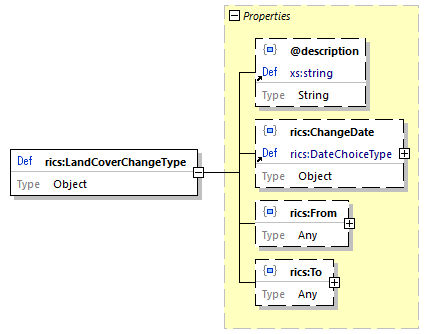 Properties
@description
Def xs:string
Type String
rics:ChangeDate
Def rics:DateChoiceType
Type Object
Def rics:LandCoverChangeType
Type Object
rics:From
Type Any
rics:To
Type Any